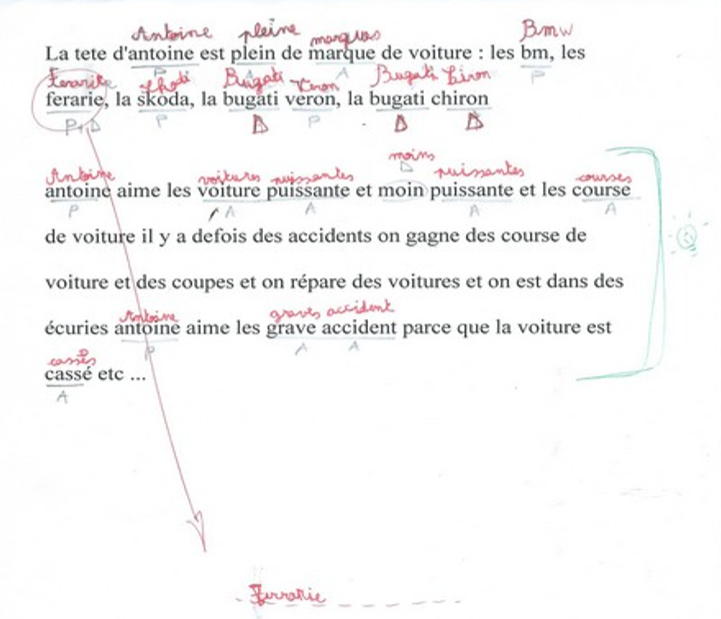 Antoine pleine marques Bmw
La tete d'antoine est plein de marque de voiture : les bm, les
P A P
Skoda Bugati Veron Bugati Chiron
ferarie, la skoda, la bugati veron, la bugati chiron
P, D P D P D D
Antoine voitures puissantes moins puissantes courses
antoine aime les voiture puissante et moin puissante et les course
P A A D A A
de voiture il y a defois des accidents on gagne des course de
voiture et des coupes et on répare des voitures et on est dans des
Antoine graves accident
écuries antoine aime les grave accident parce que la voiture est
P A A
cassés
cassé etc ...
A
Ferrarie